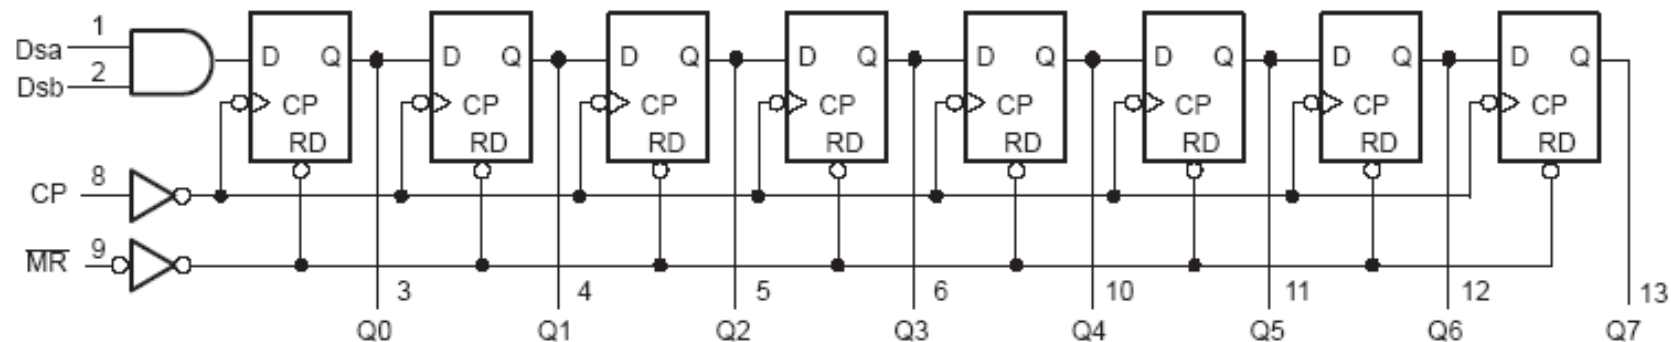 1
Dsa
D Q D Q D Q D Q D Q D Q D Q D Q
2
Dsb
CP CP CP CP CP CP CP CP
RD RD RD RD RD RD RD RD
CP 8
M̅R̅ 9
3 4 5 6 10 11 12 13
Q0 Q1 Q2 Q3 Q4 Q5 Q6 Q7